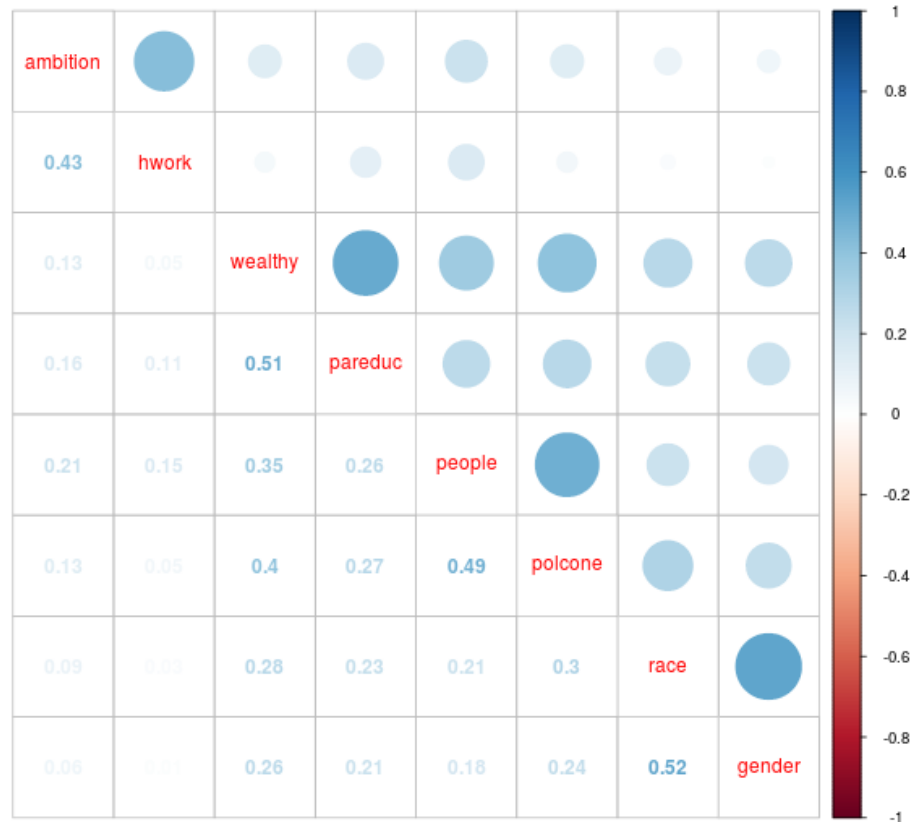 ambition
0.43 hwork
0.13 0.05 wealthy
0.16 0.11 0.51 pareduc
0.21 0.15 0.35 0.26 people
0.13 0.05 0.4 0.27 0.49 polcone
0.09 0.03 0.28 0.23 0.21 0.3 race
0.06 0.01 0.26 0.21 0.18 0.24 0.52 gender
1
0.8
0.6
0.4
0.2
0
-0.2
-0.4
-0.6
-0.8
-1